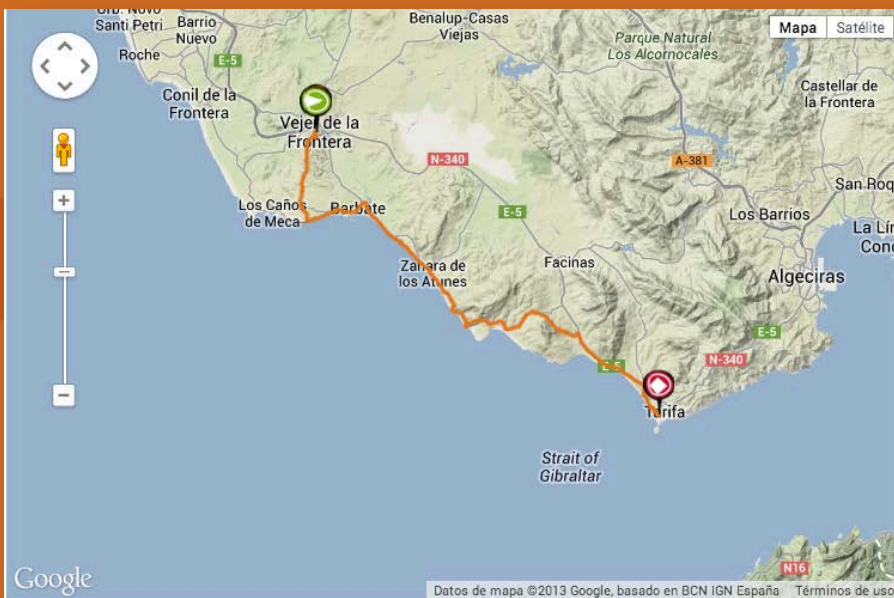 Urb. Novo
Santi Petri
Barrio
Nuevo
Benalup-Casas
Viejas
Mapa
Satélite
Roche
E-5
Parque Natural
Los Alcornocales
Conil de la
Frontera
Castellar de
la Frontera
Vejer de la
Frontera
N-340
A-381
San Roq
Los Caños
de Meca
Barbate
E-5
Los Barrios
La Lín
Conc
Zahara de
los Atunes
Facinas
Algeciras
E-5
N-340
E-5
Tarifa
Strait of
Gibraltar
N16
Google
Datos de mapa ©2013 Google, basado en BCN IGN España
Términos de uso